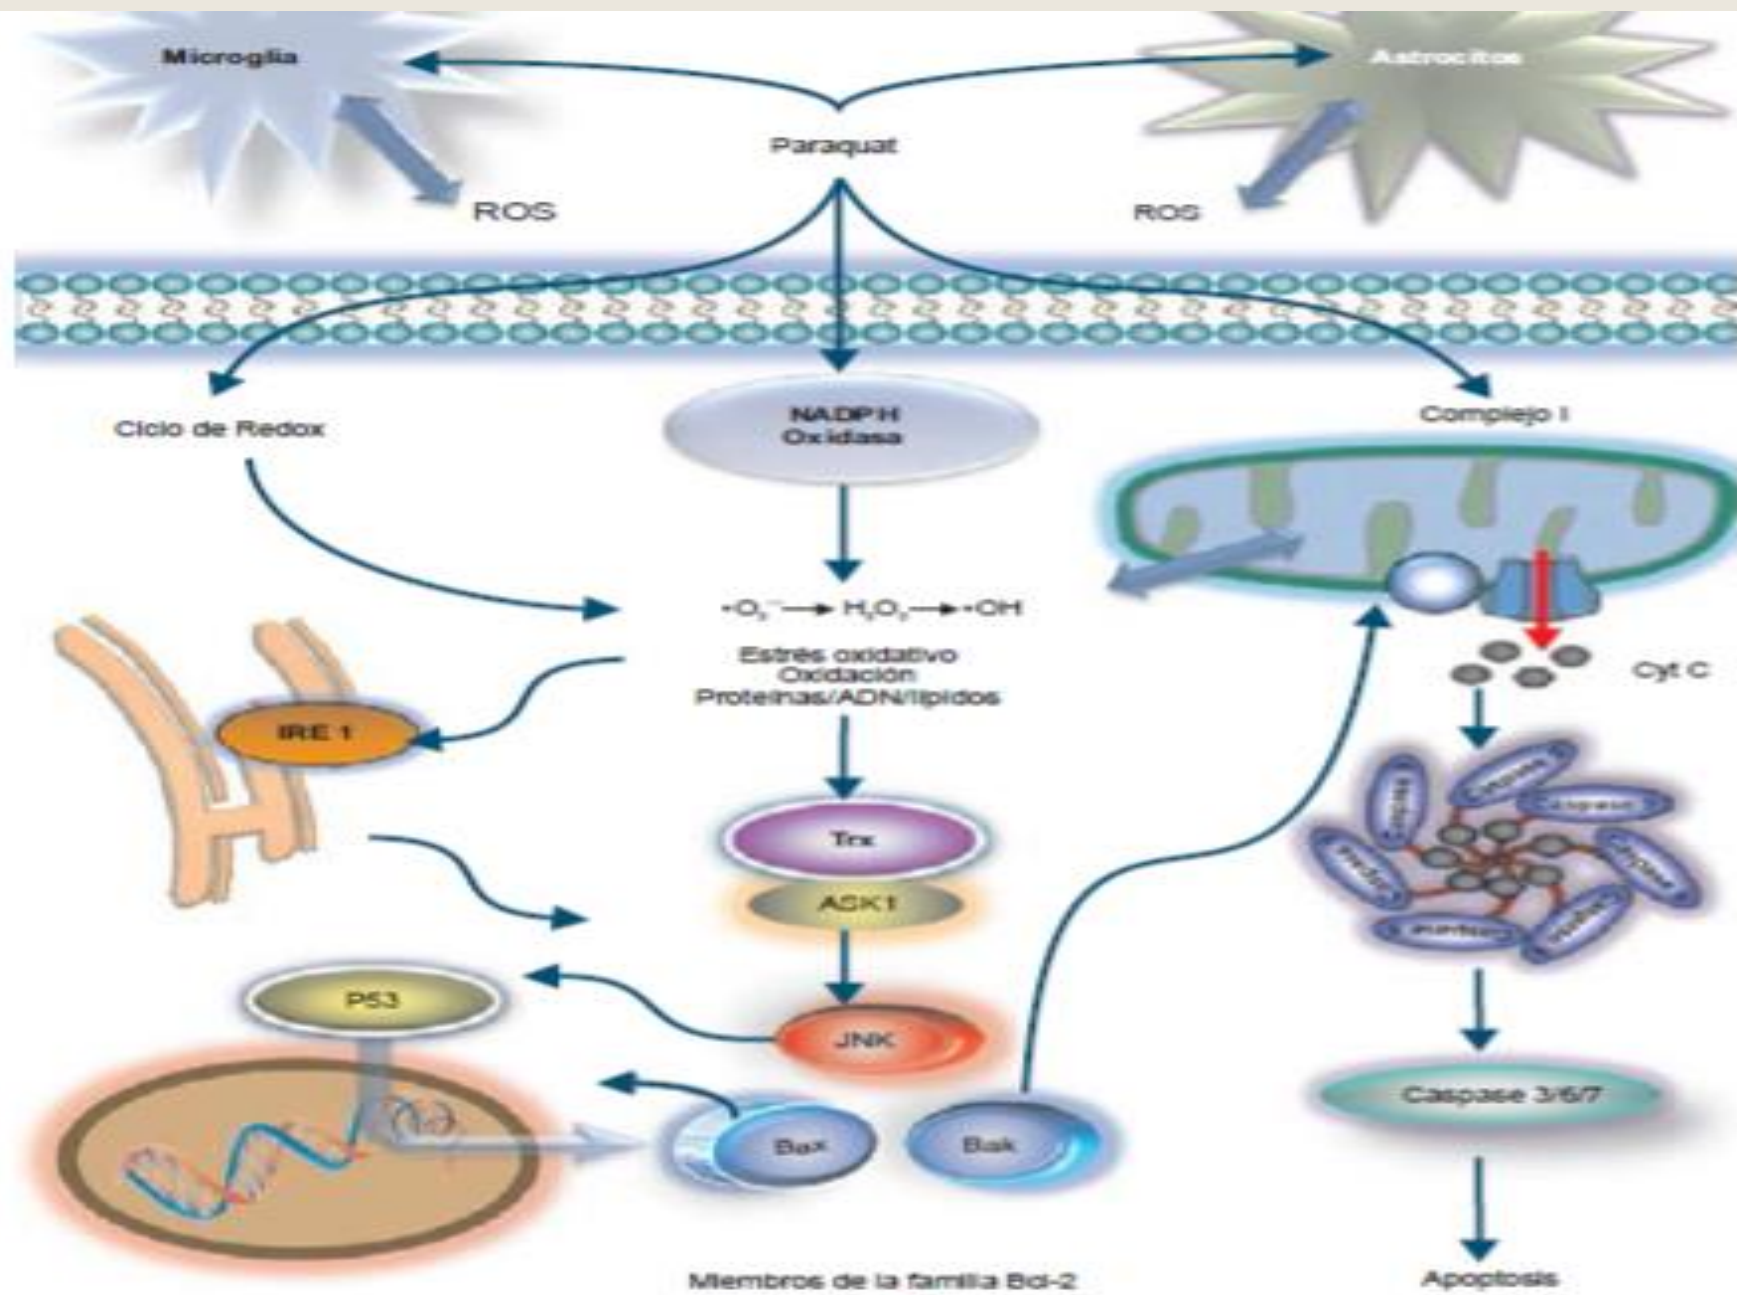 Microglia
Astrocitos
Paraquat
ROS
ROS
Ciclo de Redox
NADPH
Oxidasa
Complejo I
•O₂⁻ → H₂O₂ → •OH
Estrés oxidativo
Oxidación
Proteínas/ADN/lípidos
Cyt C
IRE 1
Trx
ASK1
P53
JNK
Caspase 3/6/7
Bax
Bak
Miembros de la familia Bcl-2
Apoptosis